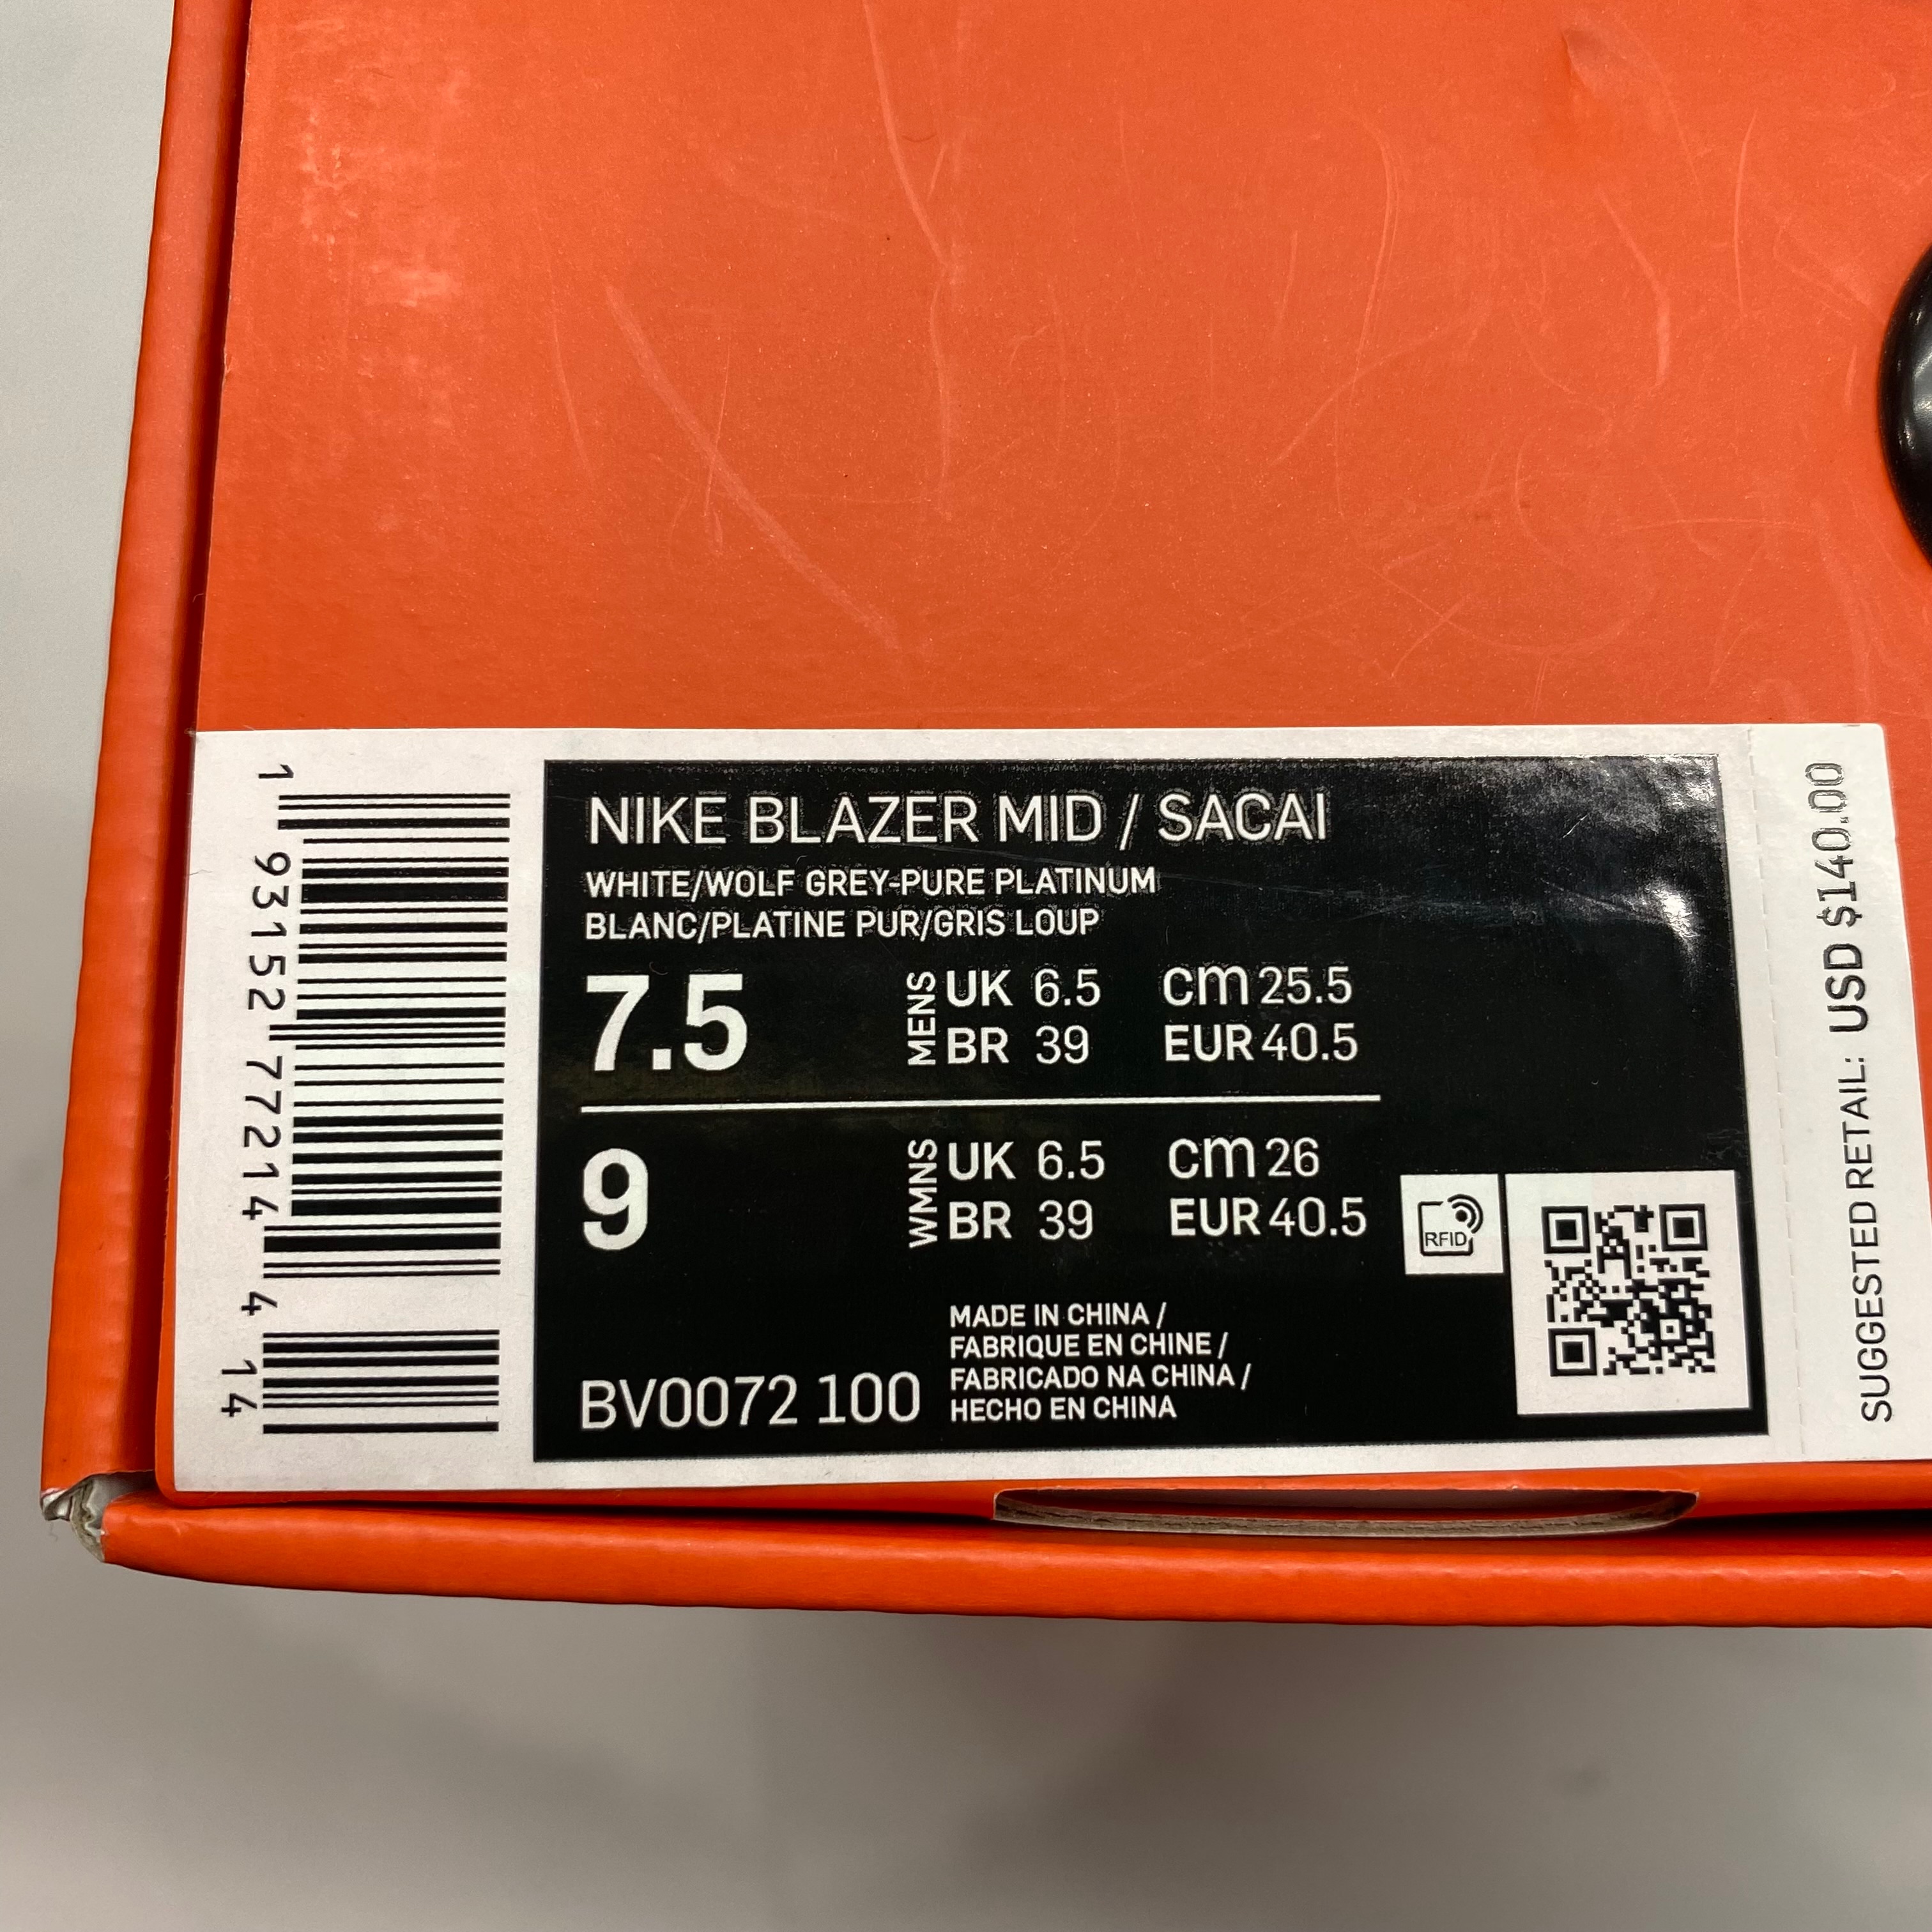 NIKE BLAZER MID / SACAI
WHITE/WOLF GREY-PURE PLATINUM
BLANC/PLATINE PUR/GRIS LOUP
7.5
MENS
UK 6.5 cm 25.5
BR 39 EUR 40.5
9
WMNS
UK 6.5 cm 26
BR 39 EUR 40.5
RFID
BV0072 100
MADE IN CHINA /
FABRIQUE EN CHINE /
FABRICADO NA CHINA /
HECHO EN CHINA
1 93152 77214 4 14
SUGGESTED RETAIL: USD $140.00